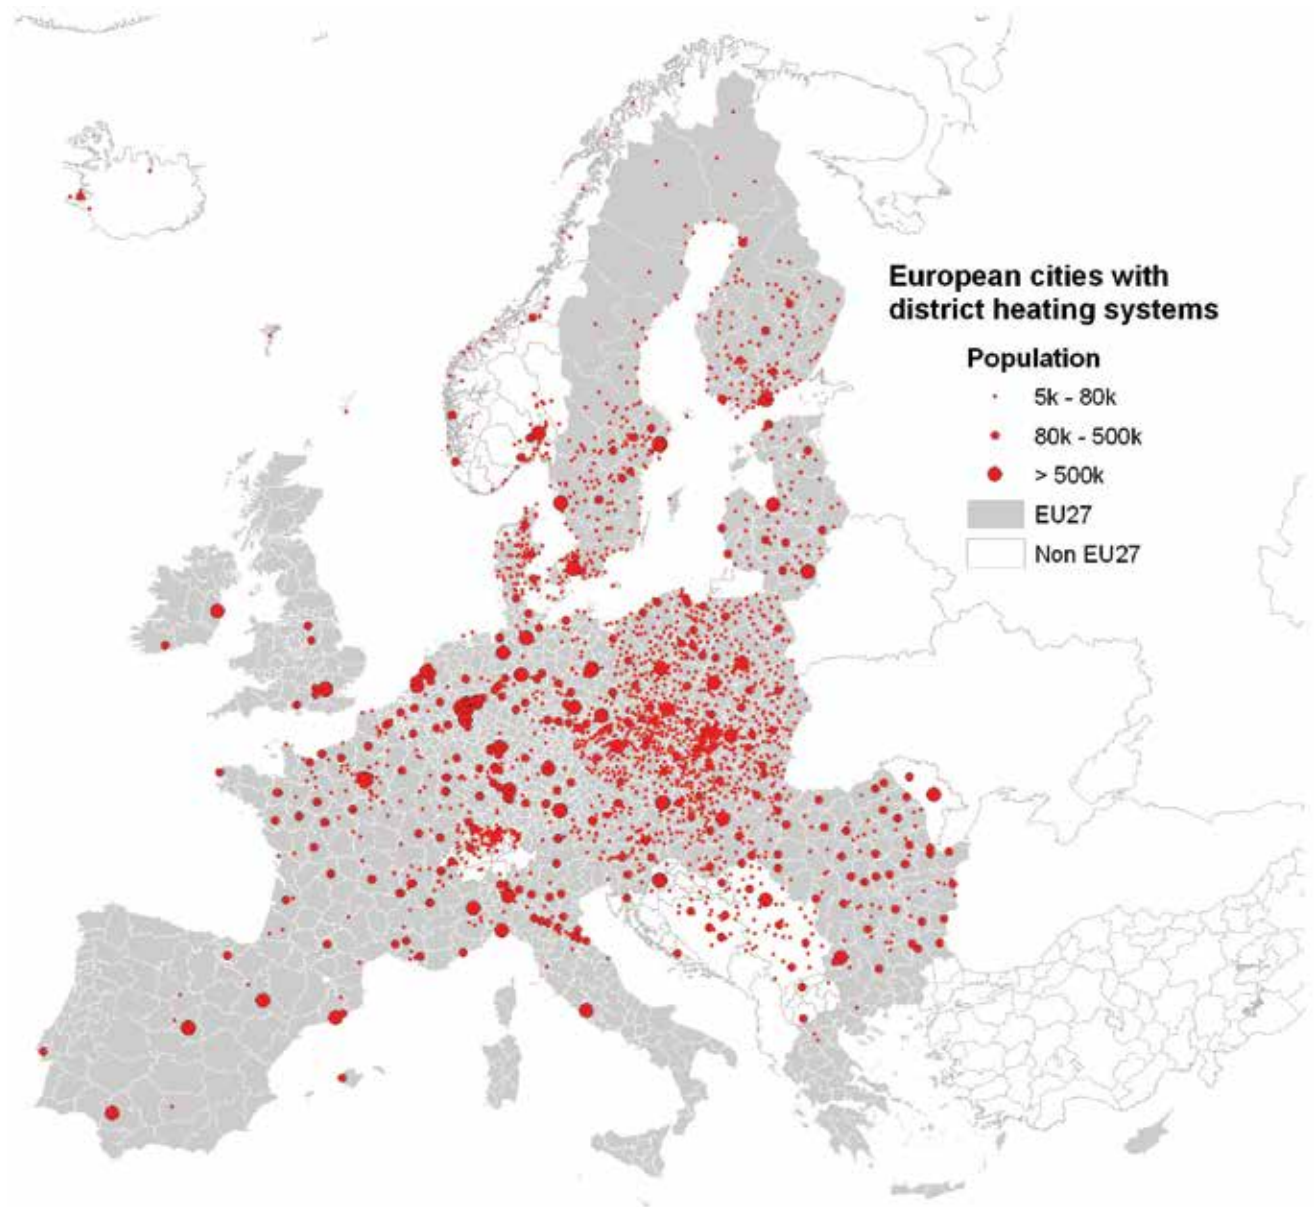 European cities with
district heating systems
Population
5k - 80k
80k - 500k
> 500k
EU27
Non EU27